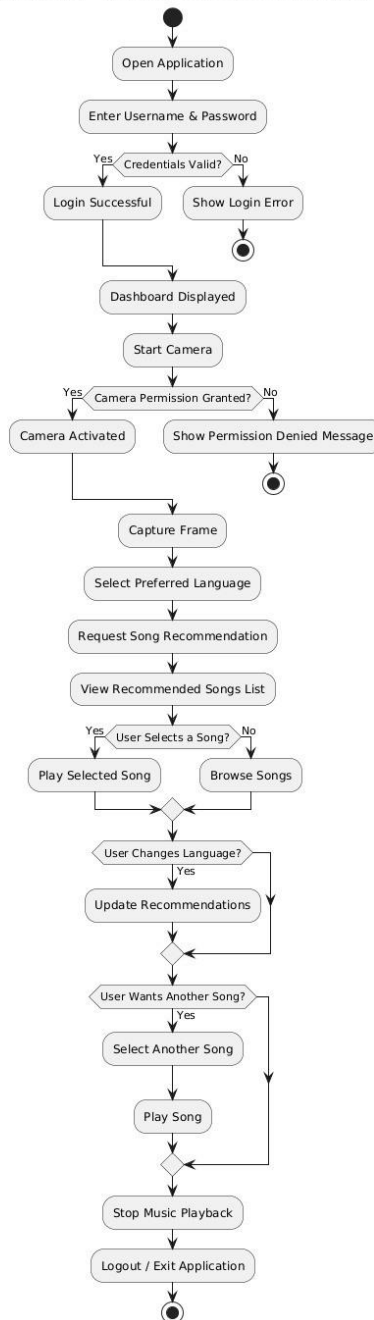 Open Application
Enter Username & Password
Yes
Credentials Valid?
No
Login Successful
Show Login Error
Dashboard Displayed
Start Camera
Yes
Camera Permission Granted?
No
Camera Activated
Show Permission Denied Message
Capture Frame
Select Preferred Language
Request Song Recommendation
View Recommended Songs List
Yes
User Selects a Song?
No
Play Selected Song
Browse Songs
User Changes Language?
Yes
Update Recommendations
User Wants Another Song?
Yes
Select Another Song
Play Song
Stop Music Playback
Logout / Exit Application